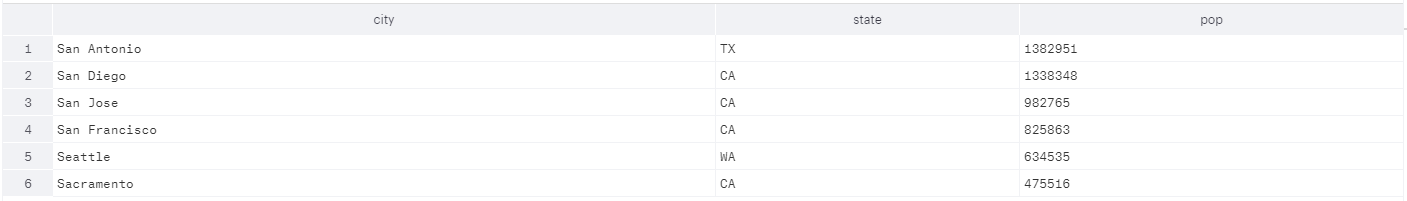 city state pop
1 San Antonio TX 1382951
2 San Diego CA 1338348
3 San Jose CA 982765
4 San Francisco CA 825863
5 Seattle WA 634535
6 Sacramento CA 475516